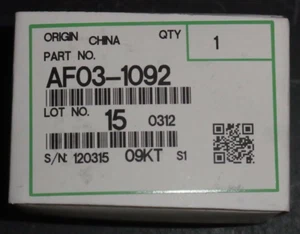 ORIGIN CHINA QTY 1
PART NO.
AF03-1092
LOT NO. 15 0312
S/N: 120315 09KT S1